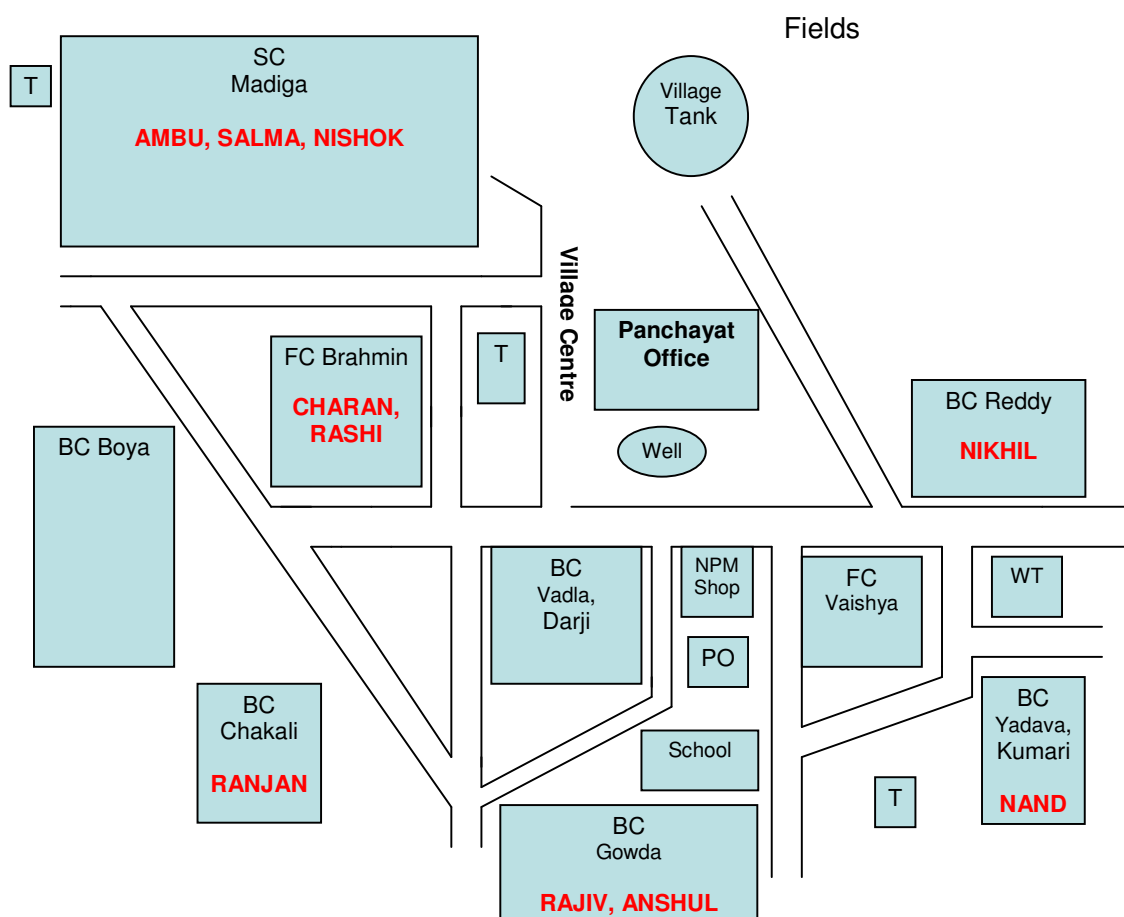 Fields
SC
Madiga
AMBU, SALMA, NISHOK
T
Village
Tank
Village Centre
Panchayat
Office
Well
T
FC Brahmin
CHARAN,
RASHI
BC Reddy
NIKHIL
BC Boya
BC
Vadla,
Darji
NPM
Shop
PO
FC
Vaishya
WT
BC
Chakali
RANJAN
School
BC
Yadava,
Kumari
NAND
T
BC
Gowda
RAJIV, ANSHUL